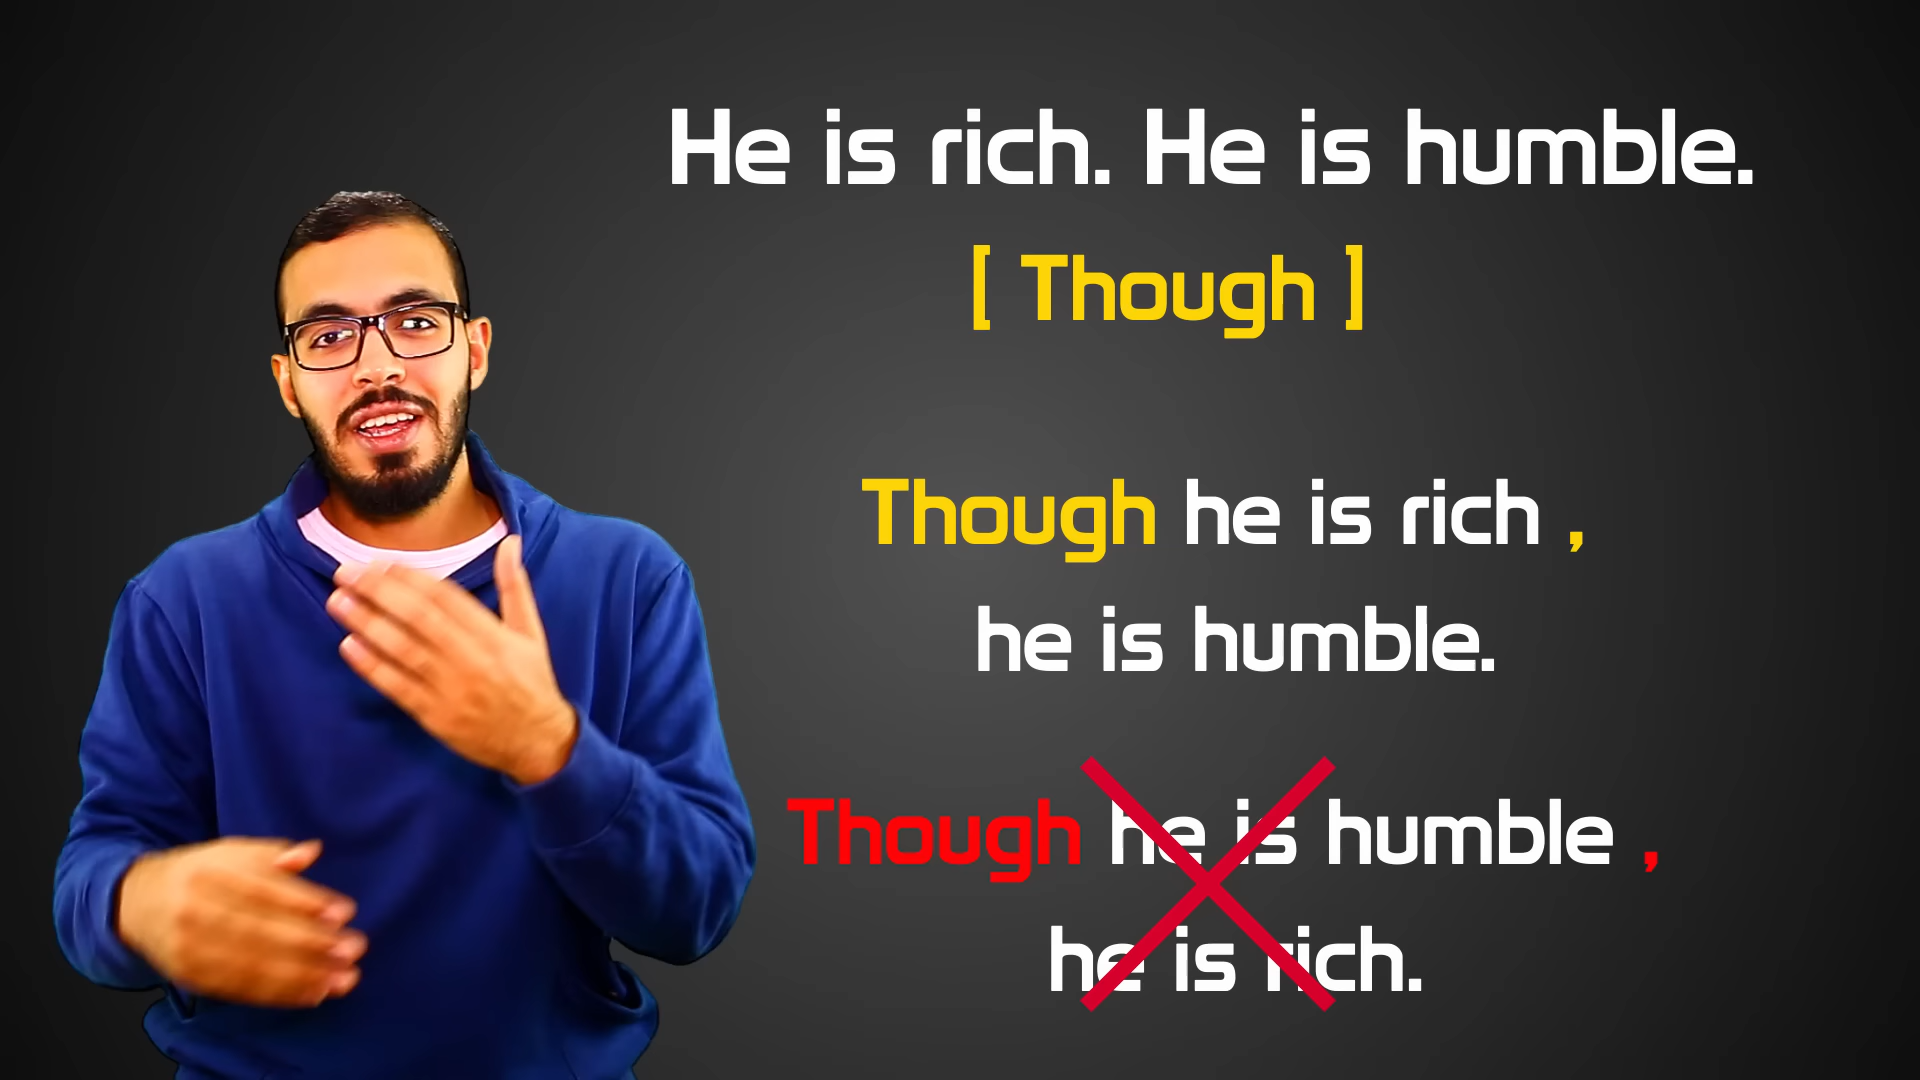 He is rich. He is humble.
[ Though ]
Though he is rich ,
he is humble.
Though he is humble ,
he is rich.